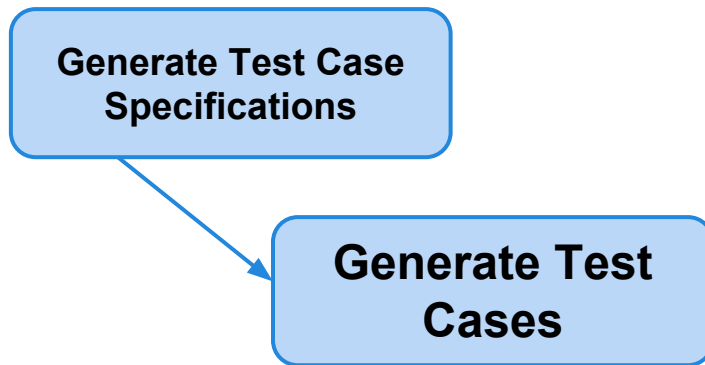 Generate Test Case
Specifications
Generate Test
Cases